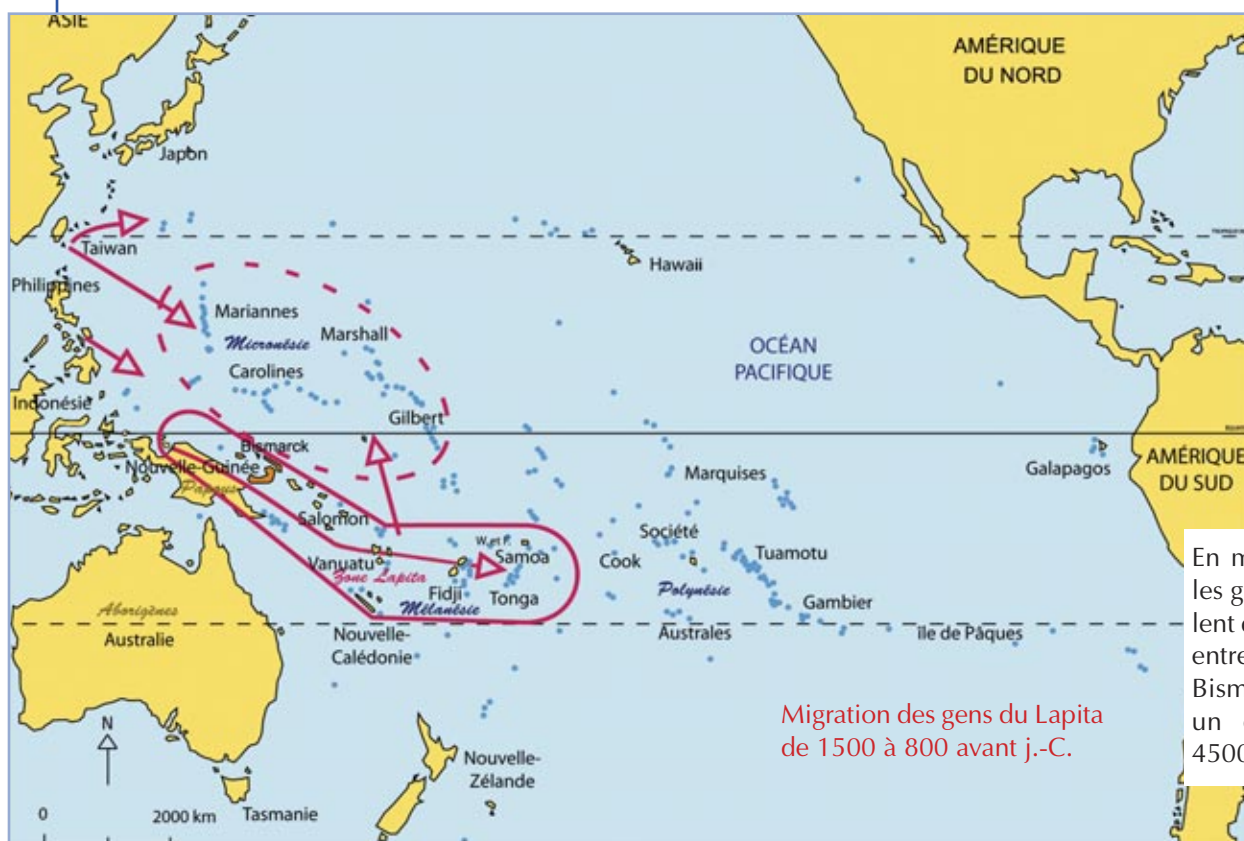 ASIE
AMÉRIQUE
DU NORD
Japon
Taiwan
Hawaii
Philippines
Mariannes
Marshall
Micronésie
OCÉAN
PACIFIQUE
Carolines
Indonésie
Gilbert
Bismarck
Nouvelle-Guinée
Papous
Marquises
Galapagos
AMÉRIQUE
DU SUD
Salomon
Société
W. et F.
Samoa
Cook
Tuamotu
Vanuatu
Zone Lapita
Fidji
Tonga
Polynésie
Mélanésie
Gambier
Aborigènes
Australie
Nouvelle-
Calédonie
Australes
île de Pâques
En m
les g
lent
entre
Bism
un
4500
Migration des gens du Lapita
de 1500 à 800 avant j.-C.
N
Nouvelle-
Zélande
0
2000 km
Tasmanie